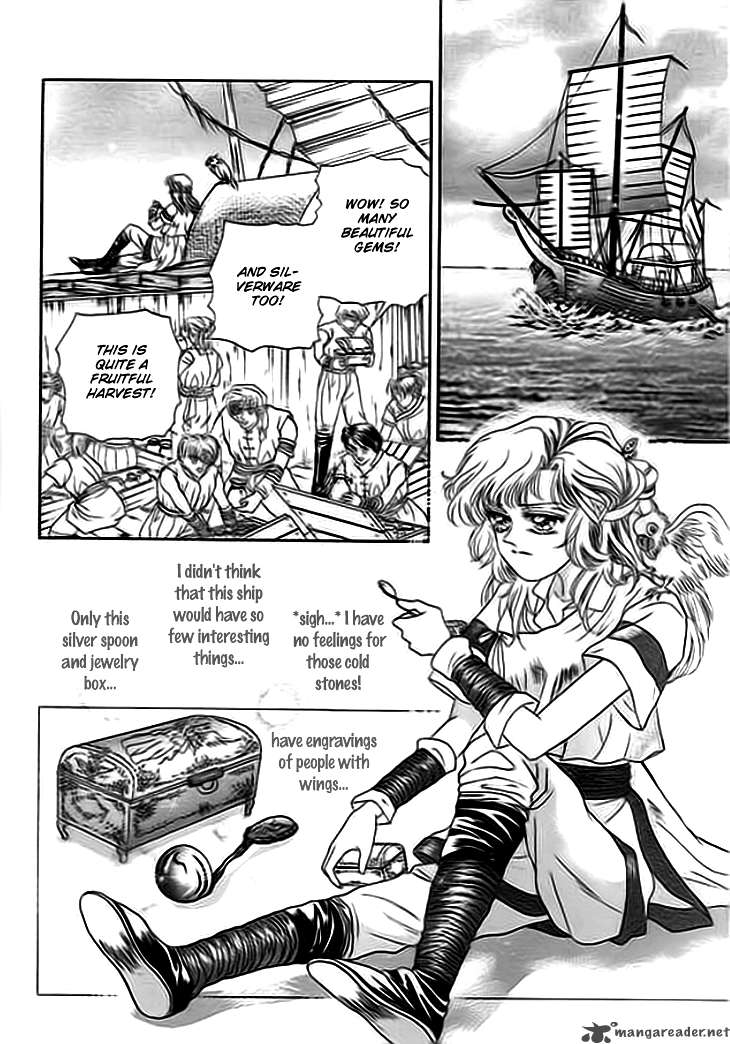 WOW! SO
MANY
BEAUTIFUL
GEMS!
AND SIL-
VERWARE
TOO!
THIS IS
QUITE A
FRUITFUL
HARVEST!
*sigh...* I have
no feelings for
those cold
stones!
I didn't think
that this ship
would have so
few interesting
things...
Only this
silver spoon
and jewelry
box...
have engravings
of people with
wings...
mangareader.net